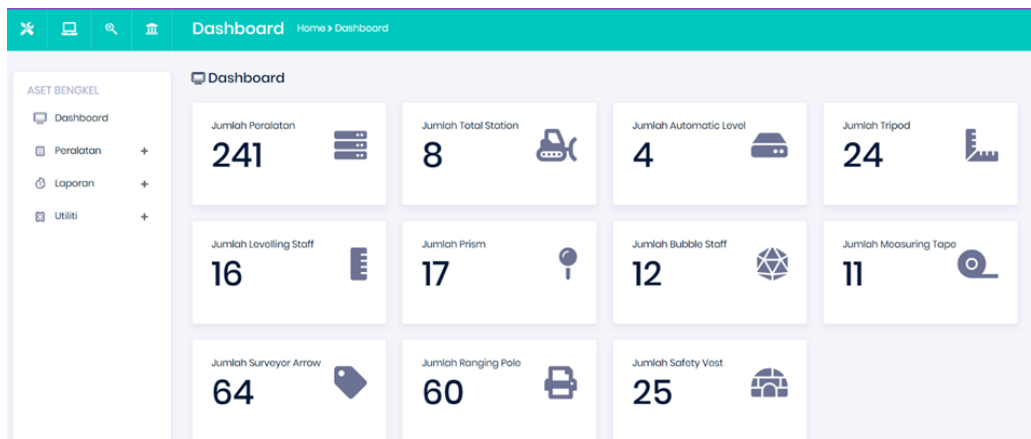 Dashboard Home > Dashboard
ASET BENGKEL
Dashboard
Peralatan +
Laporan +
Utiliti +
Dashboard
Jumlah Peralatan
241
Jumlah Total Station
8
Jumlah Automatic Level
4
Jumlah Tripod
24
Jumlah Levelling Staff
16
Jumlah Prism
17
Jumlah Bubble Staff
12
Jumlah Measuring Tape
11
Jumlah Surveyor Arrow
64
Jumlah Ranging Pole
60
Jumlah Safety Vest
25